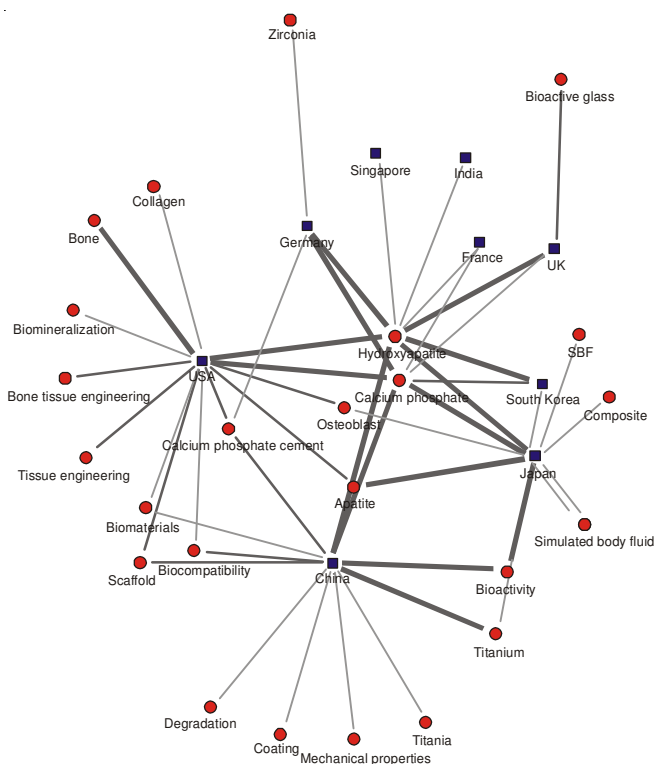 Zirconia
Bioactive glass
Singapore
India
Collagen
Bone
Germany
France
UK
Biomineralization
Hydroxyapatite
SBF
USA
Bone tissue engineering
Calcium phosphate
South Korea
Composite
Osteoblast
Calcium phosphate cement
Tissue engineering
Japan
Apatite
Biomaterials
Simulated body fluid
Scaffold
Biocompatibility
China
Bioactivity
Titanium
Degradation
Coating
Titania
Mechanical properties